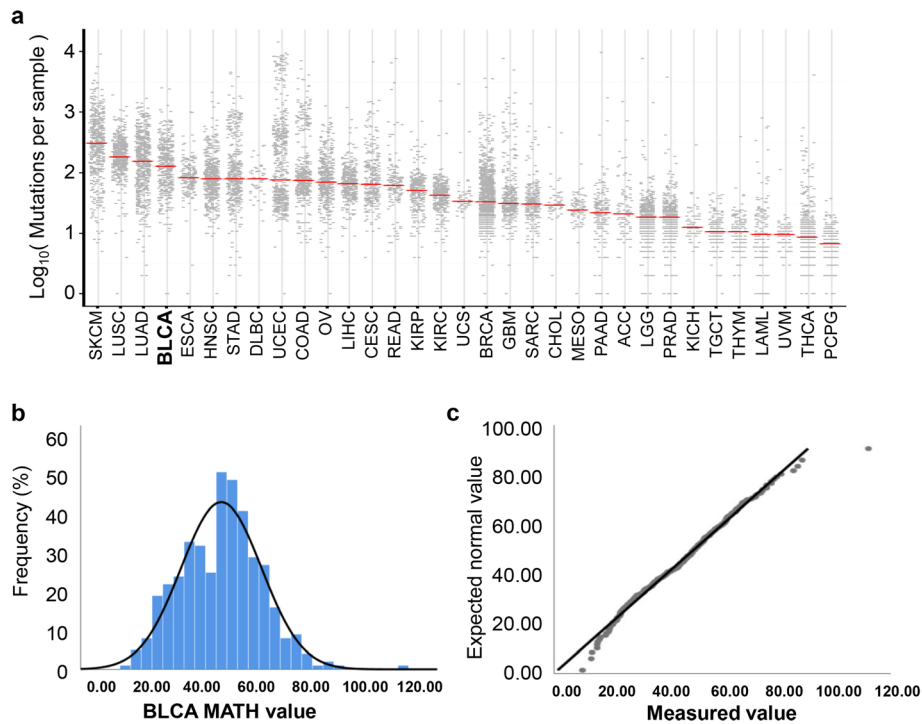 a
Log10( Mutations per sample )
4
3
2
1
0
SKCM
LUSC
LUAD
BLCA
ESCA
HNSC
STAD
DLBC
UCEC
COAD
OV
LIHC
CESC
READ
KIRP
KIRC
UCS
BRCA
GBM
SARC
CHOL
MESO
PAAD
ACC
LGG
PRAD
KICH
TGCT
THYM
LAML
UVM
THCA
PCPG
b
Frequency (%)
60
50
40
30
20
10
0
0.00 20.00 40.00 60.00 80.00 100.00 120.00
BLCA MATH value
c
Expected normal value
100.00
80.00
60.00
40.00
20.00
0.00
0.00 20.00 40.00 60.00 80.00 100.00 120.00
Measured value